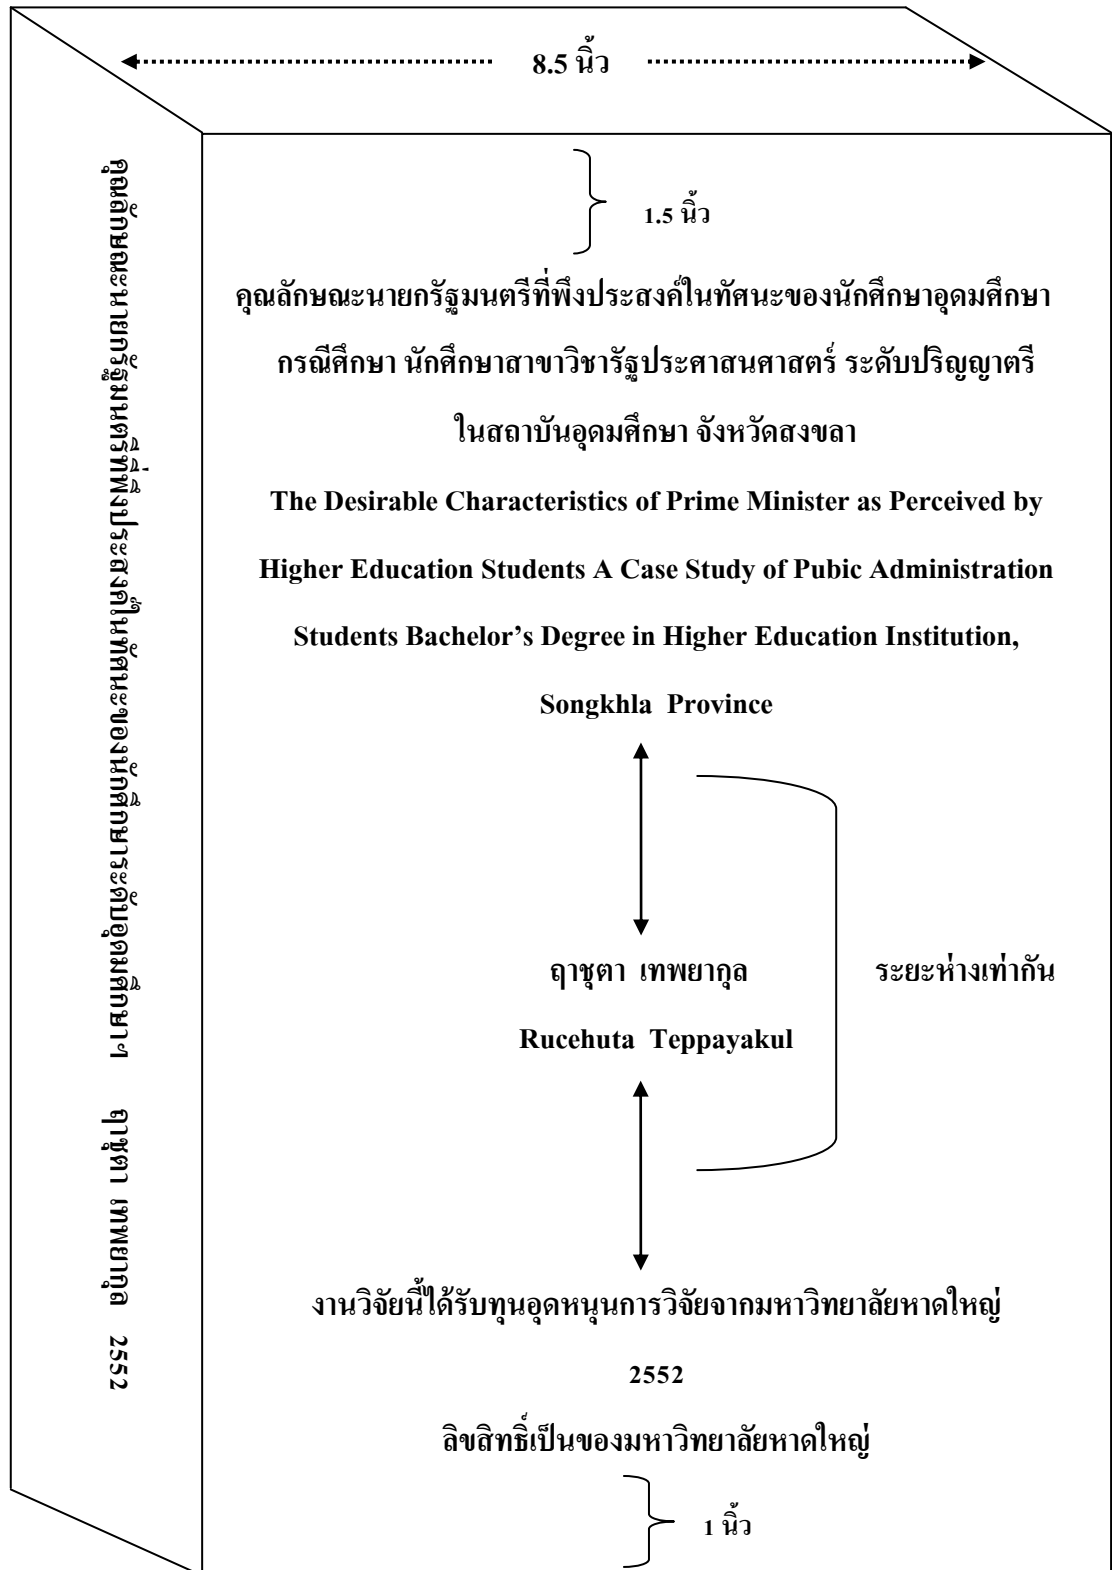 8.5 นิ้ว
1.5 นิ้ว
คุณลักษณะนายกรัฐมนตรีที่พึงประสงค์ในทัศนะของนักศึกษาอุดมศึกษา
กรณีศึกษา นักศึกษาสาขาวิชารัฐประศาสนศาสตร์ ระดับปริญญาตรี
ในสถาบันอุดมศึกษา จังหวัดสงขลา
The Desirable Characteristics of Prime Minister as Perceived by
Higher Education Students A Case Study of Pubic Administration
Students Bachelor’s Degree in Higher Education Institution,
Songkhla Province
ฤาชุตา เทพยากุล
ระยะห่างเท่ากัน
Rucehuta Teppayakul
งานวิจัยนี้ได้รับทุนอุดหนุนการวิจัยจากมหาวิทยาลัยหาดใหญ่
2552
ลิขสิทธิ์เป็นของมหาวิทยาลัยหาดใหญ่
1 นิ้ว
คุณลักษณะนายกรัฐมนตรีที่พึงประสงค์ในทัศนะของนักศึกษาระดับอุดมศึกษาฯ ฤาชุตา เทพยากุล 2552